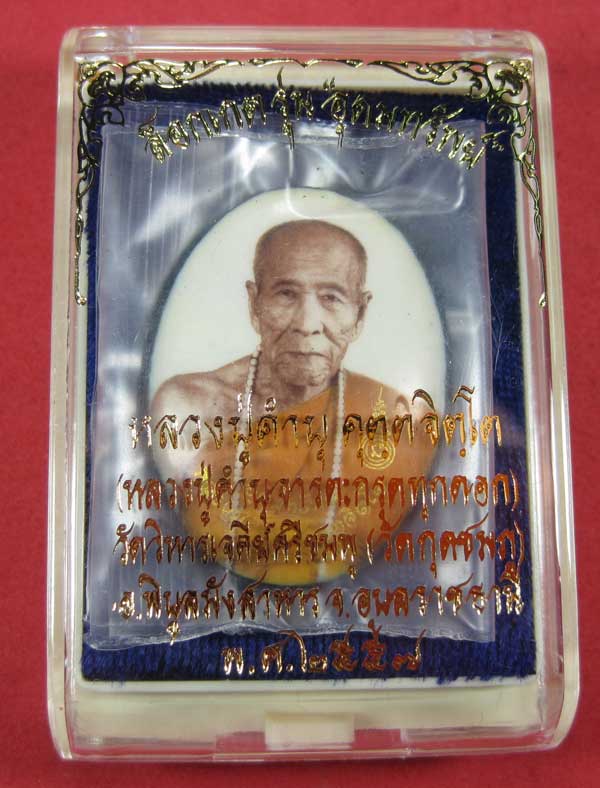 ล็อกเกต รุ่น อุดมทรัพย์
หลวงปู่คำบุ คุตฺตจิตฺโต
(หลวงปู่คำบุ จารตะกรุดทุกดอก)
วัดวิหารเจดีย์ศรีชมพู (วัดกุดชมภู)
อ.พิบูลมังสาหาร จ.อุบลราชธานี
พ.ศ.๒๕๕๗